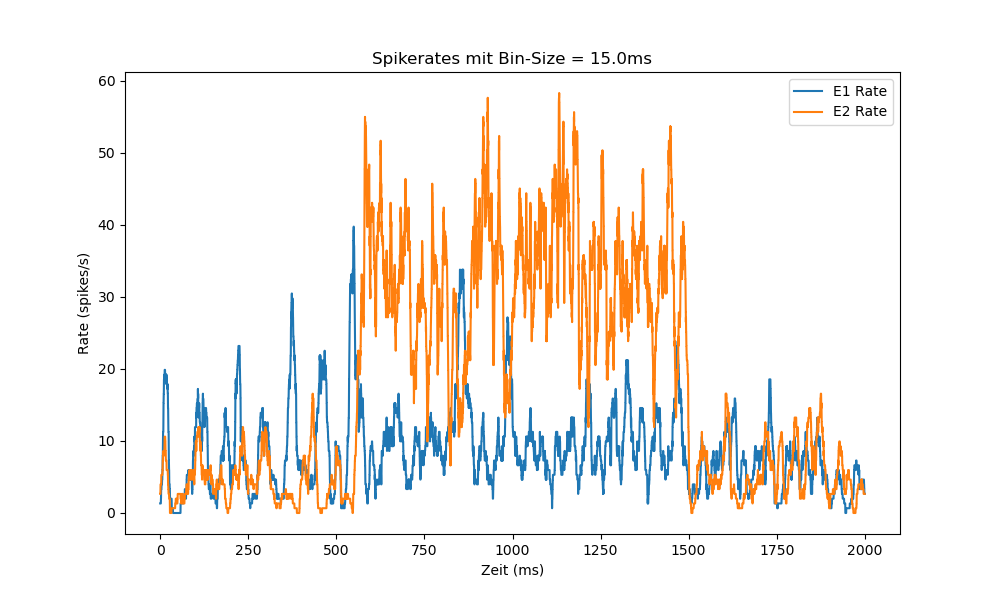 Spikerates mit Bin-Size = 15.0ms
E1 Rate
E2 Rate
60
50
40
30
20
10
0
Rate (spikes/s)
0 250 500 750 1000 1250 1500 1750 2000
Zeit (ms)